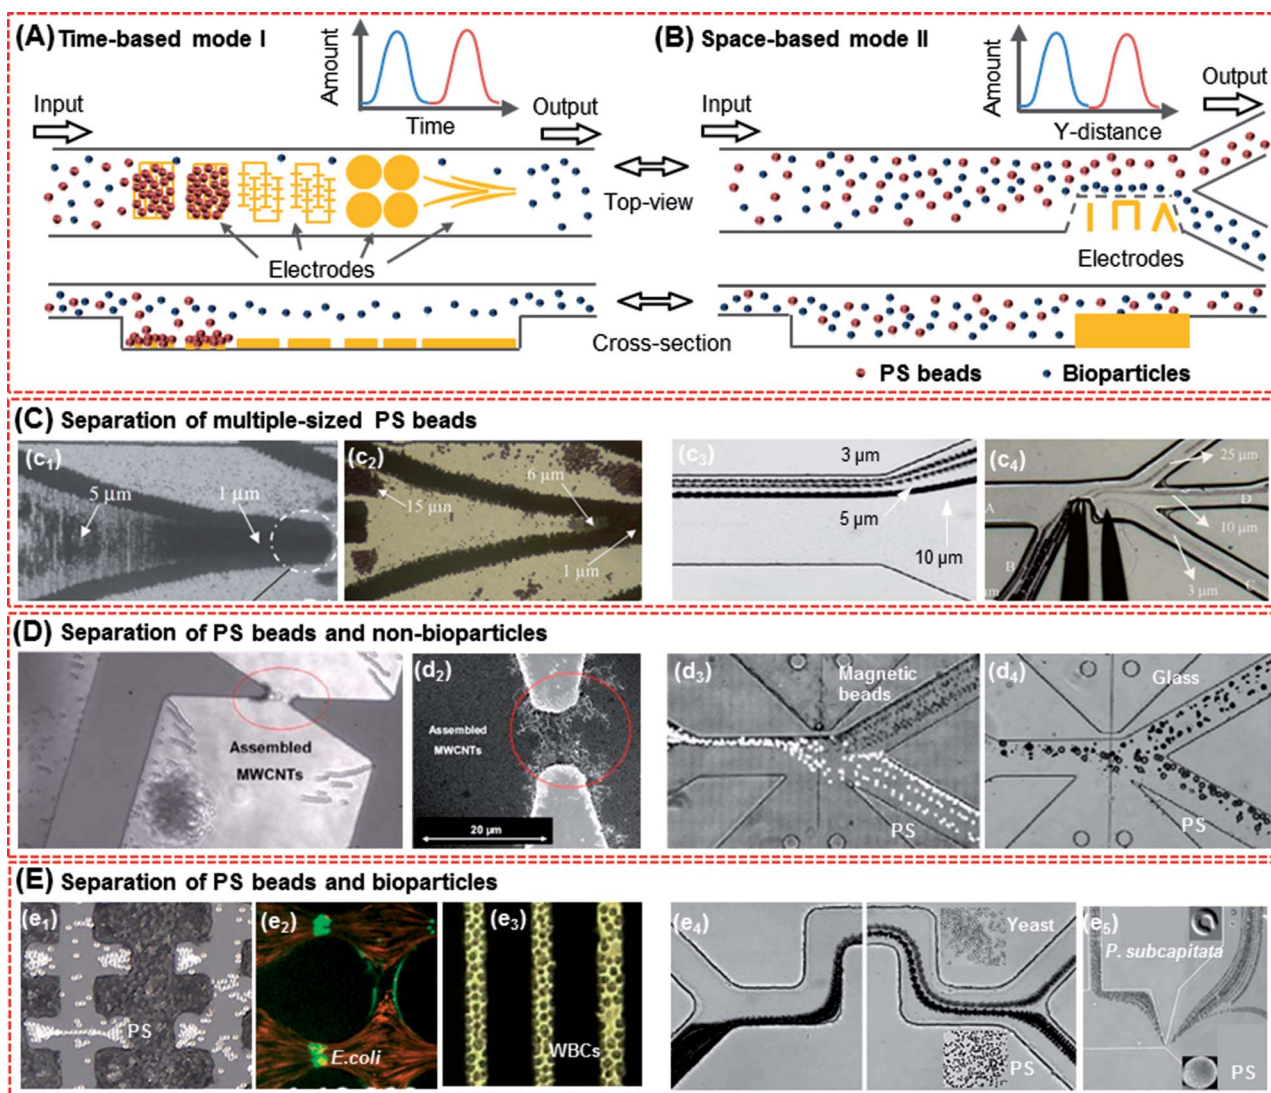 (A) Time-based mode I
Amount
Time
Input
Output
Electrodes
Top-view
Cross-section
(B) Space-based mode II
Amount
Y-distance
Input
Output
Electrodes
PS beads
Bioparticles
(C) Separation of multiple-sized PS beads
(c1)
5 µm
1 µm
(c2)
15 µm
6 µm
1 µm
(c3)
3 µm
5 µm
10 µm
(c4)
25 µm
A
D
10 µm
B
3 µm
C
(D) Separation of PS beads and non-bioparticles
Assembled
MWCNTs
(d2)
Assembled
MWCNTs
20 µm
(d3)
Magnetic
beads
PS
(d4)
Glass
PS
(E) Separation of PS beads and bioparticles
(e1)
PS
(e2)
E.coli
(e3)
WBCs
(e4)
Yeast
PS
(e5)
P. subcapitata
PS